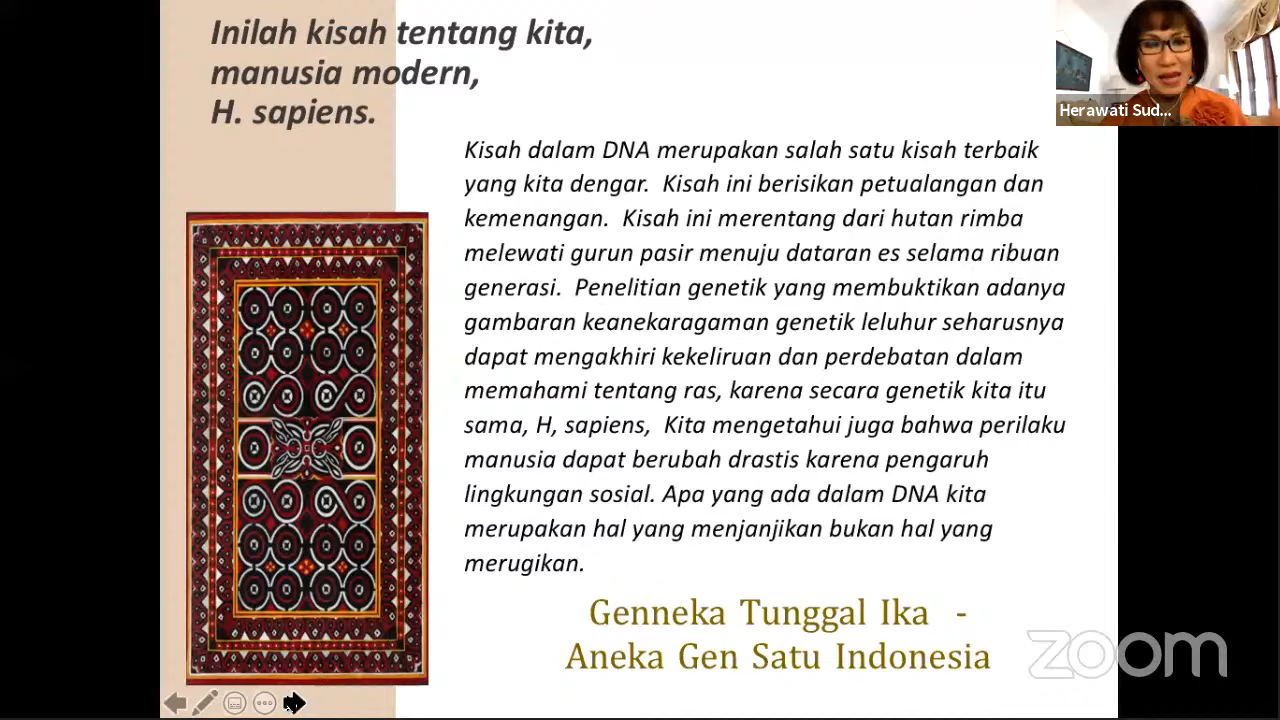 Inilah kisah tentang kita,
manusia modern,
H. sapiens.
Herawati Sud...
Kisah dalam DNA merupakan salah satu kisah terbaik
yang kita dengar. Kisah ini berisikan petualangan dan
kemenangan. Kisah ini merentang dari hutan rimba
melewati gurun pasir menuju dataran es selama ribuan
generasi. Penelitian genetik yang membuktikan adanya
gambaran keanekaragaman genetik leluhur seharusnya
dapat mengakhiri kekeliruan dan perdebatan dalam
memahami tentang ras, karena secara genetik kita itu
sama, H, sapiens, Kita mengetahui juga bahwa perilaku
manusia dapat berubah drastis karena pengaruh
lingkungan sosial. Apa yang ada dalam DNA kita
merupakan hal yang menjanjikan bukan hal yang
merugikan.
Genneka Tunggal Ika -
Aneka Gen Satu Indonesia
zoom